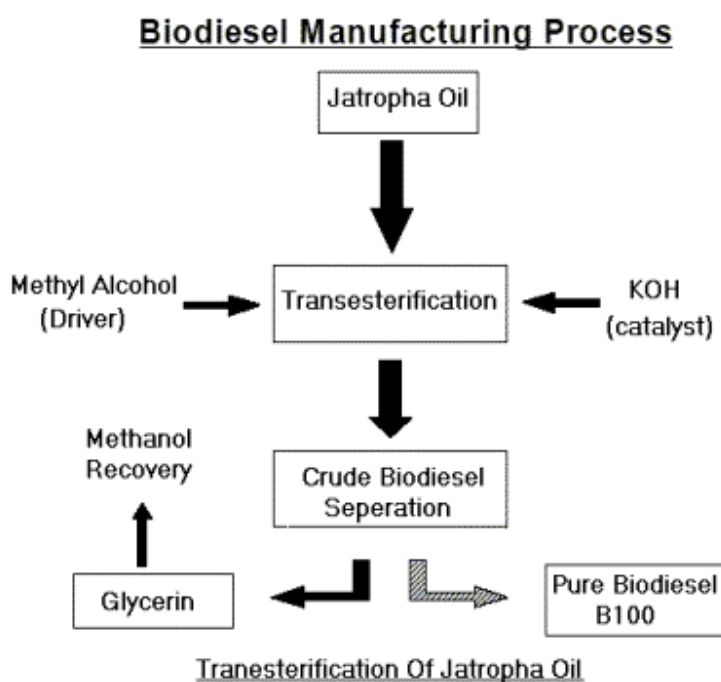 Biodiesel Manufacturing Process
Jatropha Oil
Methyl Alcohol
(Driver)
Transesterification
KOH
(catalyst)
Methanol
Recovery
Crude Biodiesel
Seperation
Glycerin
Pure Biodiesel
B100
Tranesterification Of Jatropha Oil